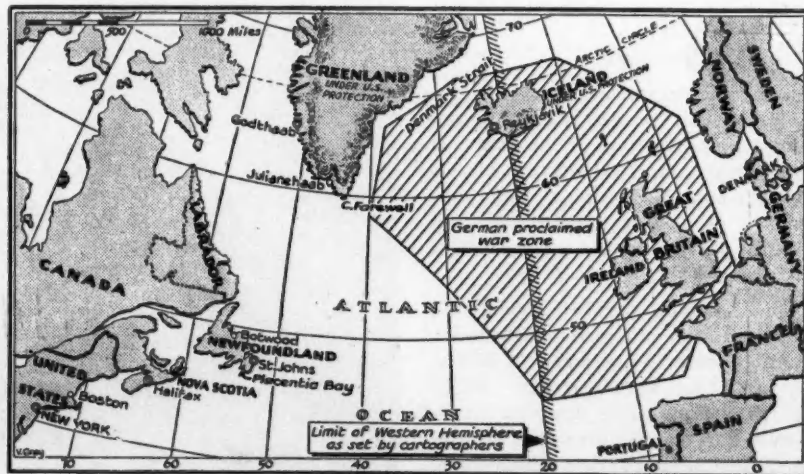 0
500
1000 Miles
70
ARCTIC CIRCLE
GREENLAND
UNDER U.S.
PROTECTION
Denmark Strait
ICELAND
UNDER U.S. PROTECTION
Reykjavik
NORWAY
SWEDEN
Godthaab
Julianehaab
C. Farewell
60
DENMARK
GERMANY
LABRADOR
CANADA
German proclaimed
war zone
GREAT
BRITAIN
IRELAND
ATLANTIC
50
FRANCE
Botwood
NEWFOUNDLAND
St. Johns
Placentia Bay
UNITED
STATES
NOVA SCOTIA
Halifax
Boston
NEW YORK
OCEAN
Limit of Western Hemisphere
as set by cartographers
PORTUGAL
SPAIN
70
60
50
40
30
20
10
0